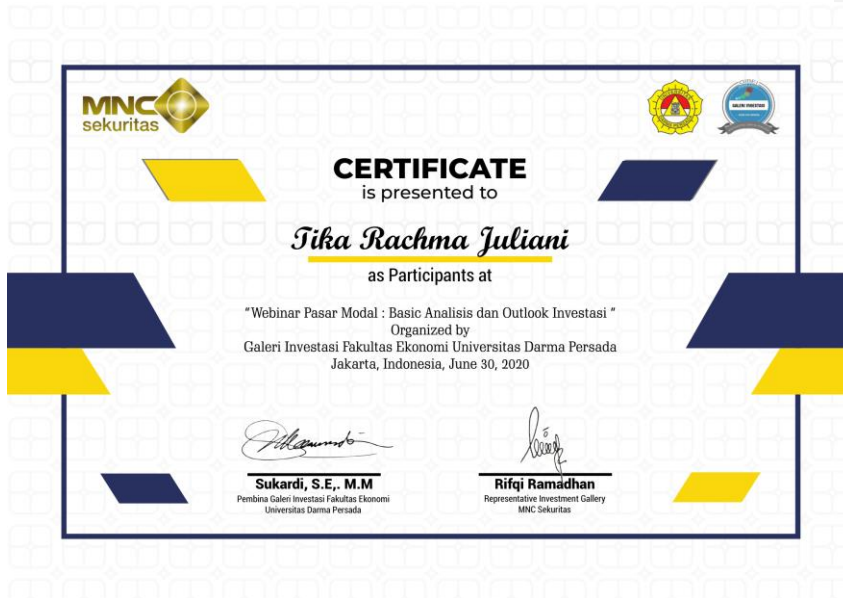 MNC
sekuritas
GALERI INVESTASI
CERTIFICATE
is presented to
Tika Rachma Juliani
as Participants at
"Webinar Pasar Modal : Basic Analisis dan Outlook Investasi "
Organized by
Galeri Investasi Fakultas Ekonomi Universitas Darma Persada
Jakarta, Indonesia, June 30, 2020
Sukardi, S.E,. M.M
Pembina Galeri Investasi Fakultas Ekonomi
Universitas Darma Persada
Rifqi Ramadhan
Representative Investment Gallery
MNC Sekuritas